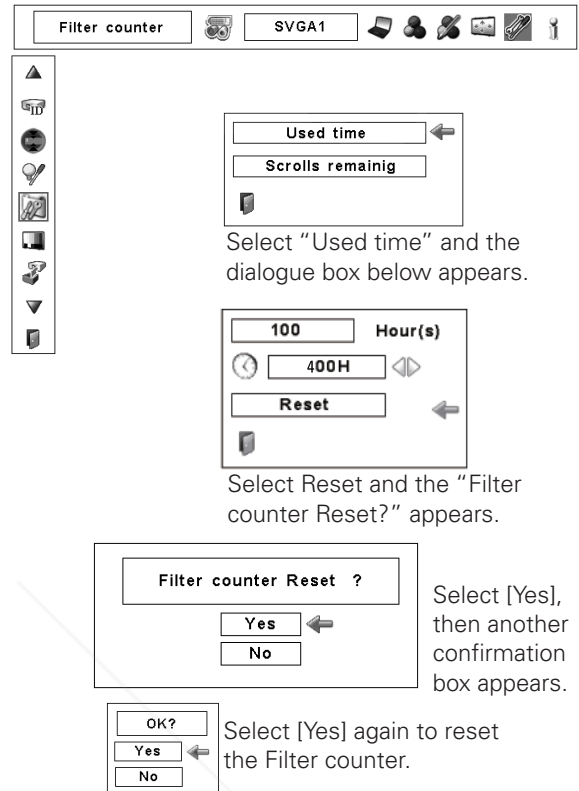 Filter counter SVGA1 i
ID
Used time
Scrolls remainig
Select “Used time” and the
dialogue box below appears.
100 Hour(s)
400H
Reset
Select Reset and the “Filter
counter Reset?” appears.
Filter counter Reset ?
Yes
No
Select [Yes],
then another
confirmation
box appears.
OK?
Yes
No
Select [Yes] again to reset
the Filter counter.